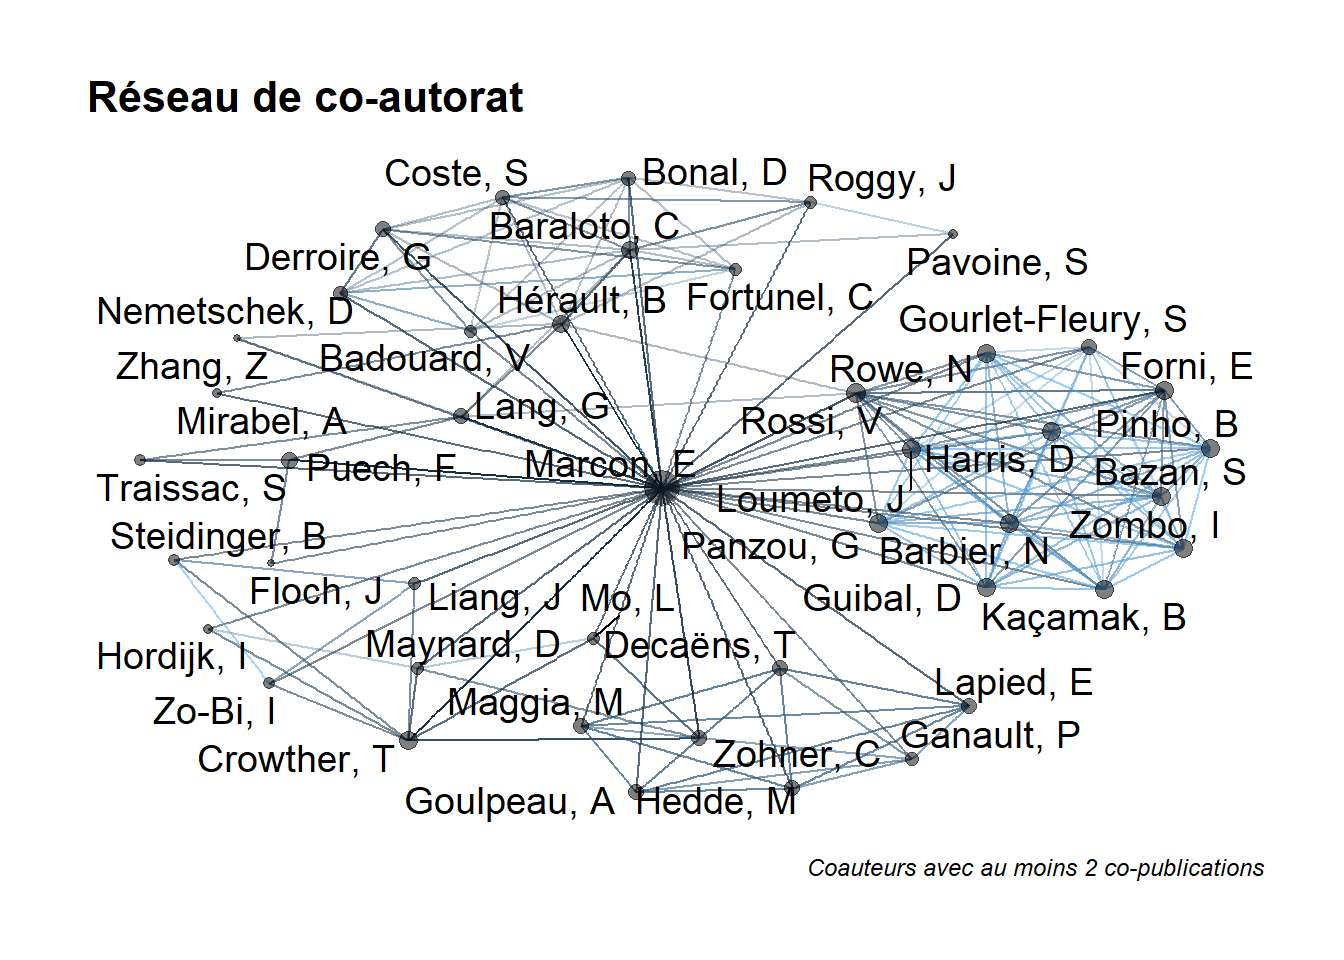 Réseau de co-autorat
Coste, S
Bonal, D
Roggy, J
Baraloto, C
Derroire, G
Pavoine, S
Hérault, B
Fortunel, C
Nemetschek, D
Gourlet-Fleury, S
Badouard, V
Zhang, Z
Rowe, N
Forni, E
Lang, G
Mirabel, A
Rossi, V
Pinho, B
Puech, F
Marcon, E
Harris, D
Bazan, S
Traissac, S
Loumeto, J
Steidinger, B
Panzou, G
Barbier, N
Zombo, I
Floch, J
Liang, J
Mo, L
Guibal, D
Kaçamak, B
Hordijk, I
Maynard, D
Decaëns, T
Zo-Bi, I
Maggia, M
Lapied, E
Crowther, T
Zohner, C
Ganault, P
Goulpeau, A
Hedde, M
Coauteurs avec au moins 2 co-publications